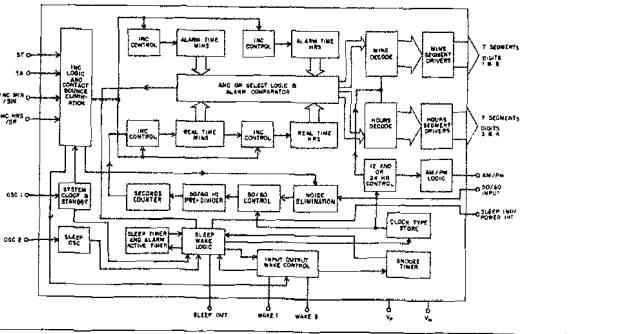 INC CONTROL
ALARM TIME MINS
INC CONTROL
ALARM TIME HRS
MINS DECODE
MINS SEGMENT DRIVERS
7 SEGMENTS
DIGITS 1 & 2
ST
SA
INC MIN /SIN
INC HRS /SR
INC LOGIC AND CONTACT BOUNCE ELIMINATION
AND OR SELECT LOGIC & ALARM COMPARATOR
INC CONTROL
REAL TIME MINS
INC CONTROL
REAL TIME HRS
HOURS DECODE
HOURS SEGMENT DRIVERS
7 SEGMENTS
DIGITS 3 & 4
12 AND OR 24 HR CONTROL
AM/PM LOGIC
AM/PM
OSC 1
SYSTEM CLOCK & STANDBY
SECONDS COUNTER
50/60 HZ PRE-DIVIDER
50/60 CONTROL
NOISE ELIMINATION
50/60 INPUT
SLEEP INDV POWER INT
CLOCK TYPE STORE
OSC 2
SLEEP OSC
SLEEP TIMER AND ALARM ACTIVE TIMER
SLEEP WAKE LOGIC
INPUT OUTPUT WAKE CONTROL
SNOOZE TIMER
SLEEP OUT
WAKE 1
WAKE 2